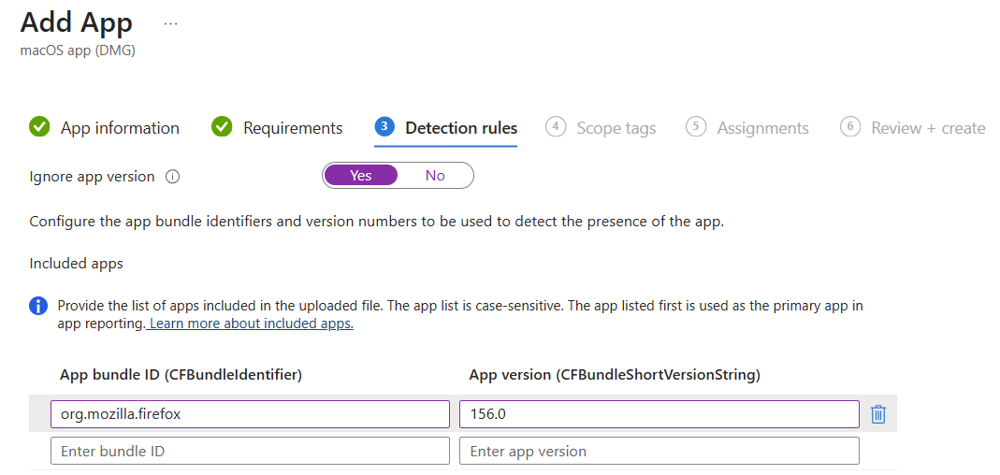 Add App ...
macOS app (DMG)
App information Requirements 3 Detection rules 4 Scope tags 5 Assignments 6 Review + create
Ignore app version Yes No
Configure the app bundle identifiers and version numbers to be used to detect the presence of the app.
Included apps
Provide the list of apps included in the uploaded file. The app list is case-sensitive. The app listed first is used as the primary app in
app reporting. Learn more about included apps.
App bundle ID (CFBundleIdentifier) App version (CFBundleShortVersionString)
org.mozilla.firefox 156.0
Enter bundle ID Enter app version